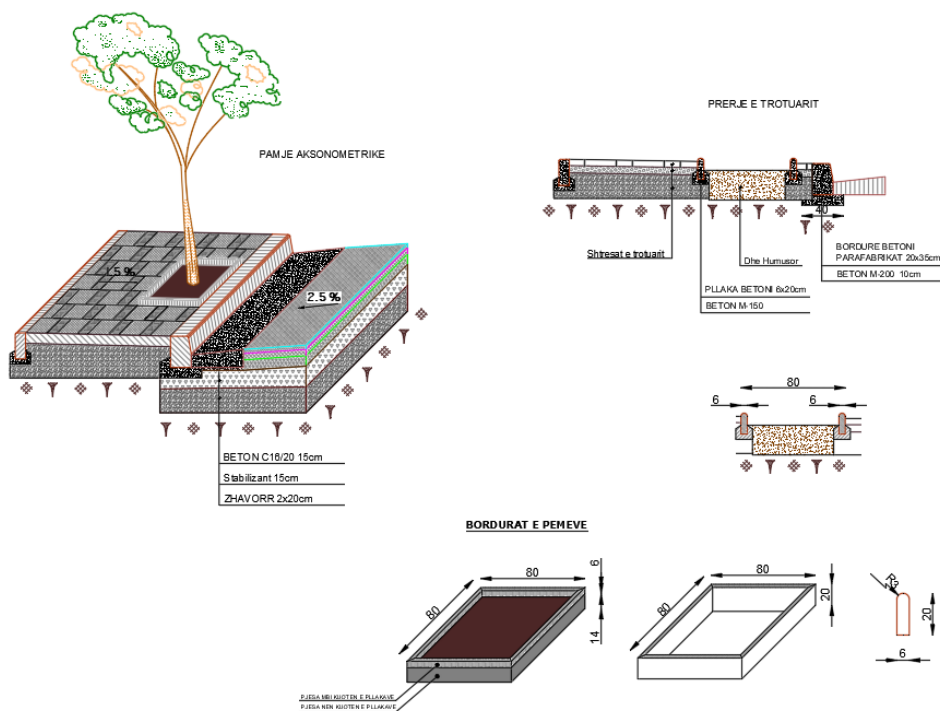 PAMJE AKSONOMETRIKE
1.5 %
2.5 %
BETON C16/20 15cm
Stabilizant 15cm
ZHAVORR 2x20cm
PRERJE E TROTUARIT
40
Shtresat e trotuarit
Dhe Humusor
BORDURE BETONI
PARAFABRIKAT 20x35cm
BETON M-200 10cm
PLLAKA BETONI 6x20cm
BETON M-150
80
6
6
BORDURAT E PEMEVE
80
6
80
14
PJESA MBI KUOTEN E PLLAKAVE
PJESA NEN KUOTEN E PLLAKAVE
80
80
20
20
6